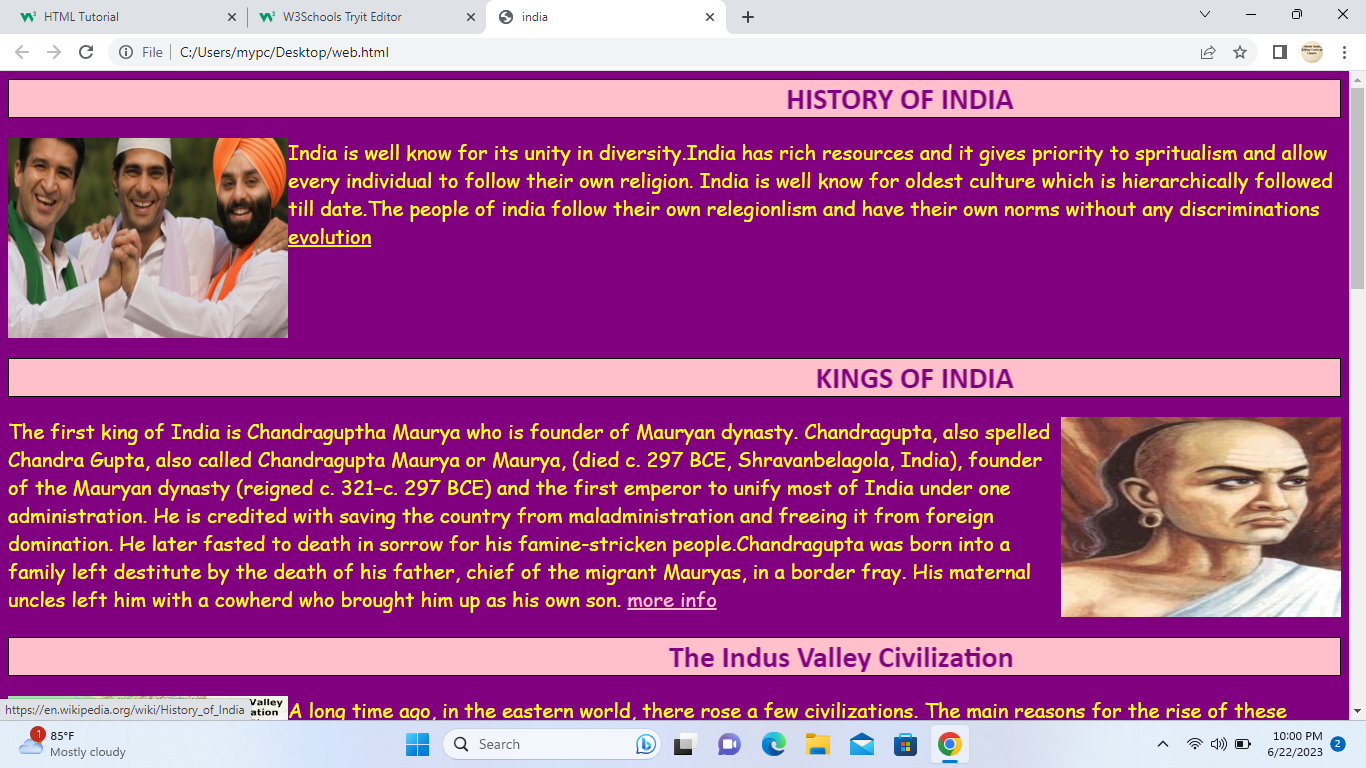 HTML Tutorial
W3Schools Tryit Editor
india
File
C:/Users/mypc/Desktop/web.html
HISTORY OF INDIA
India is well know for its unity in diversity.India has rich resources and it gives priority to spritualism and allow
every individual to follow their own religion. India is well know for oldest culture which is hierarchically followed
till date.The people of india follow their own relegionlism and have their own norms without any discriminations
evolution
KINGS OF INDIA
The first king of India is Chandraguptha Maurya who is founder of Mauryan dynasty. Chandragupta, also spelled
Chandra Gupta, also called Chandragupta Maurya or Maurya, (died c. 297 BCE, Shravanbelagola, India), founder
of the Mauryan dynasty (reigned c. 321–c. 297 BCE) and the first emperor to unify most of India under one
administration. He is credited with saving the country from maladministration and freeing it from foreign
domination. He later fasted to death in sorrow for his famine-stricken people.Chandragupta was born into a
family left destitute by the death of his father, chief of the migrant Mauryas, in a border fray. His maternal
uncles left him with a cowherd who brought him up as his own son. more info
The Indus Valley Civilization
Valley
ation
A long time ago, in the eastern world, there rose a few civilizations. The main reasons for the rise of these
https://en.wikipedia.org/wiki/History_of_India
1
85°F
Mostly cloudy
Search
10:00 PM
6/22/2023
2